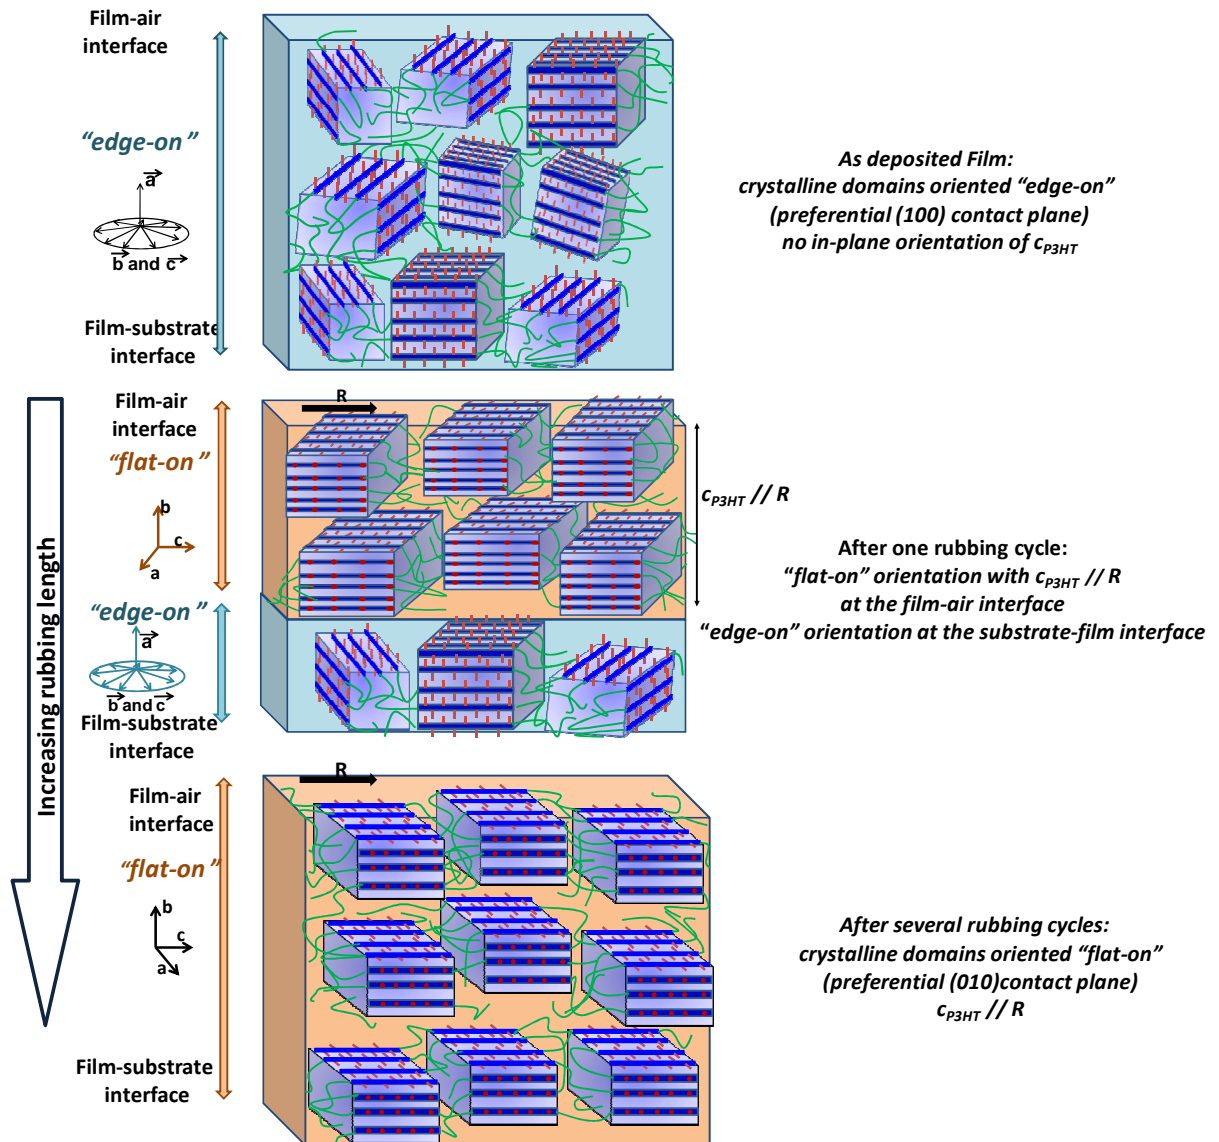 Film-air
interface
“edge-on”
a
b and c
Film-substrate
interface
As deposited Film:
crystalline domains oriented “edge-on”
(preferential (100) contact plane)
no in-plane orientation of cP3HT
Increasing rubbing length
Film-air
interface
“flat-on”
b
c
a
R
cP3HT // R
“edge-on”
a
b and c
Film-substrate
interface
After one rubbing cycle:
“flat-on” orientation with cP3HT // R
at the film-air interface
“edge-on” orientation at the substrate-film interface
R
Film-air
interface
“flat-on”
b
c
a
Film-substrate
interface
After several rubbing cycles:
crystalline domains oriented “flat-on”
(preferential (010)contact plane)
cP3HT // R